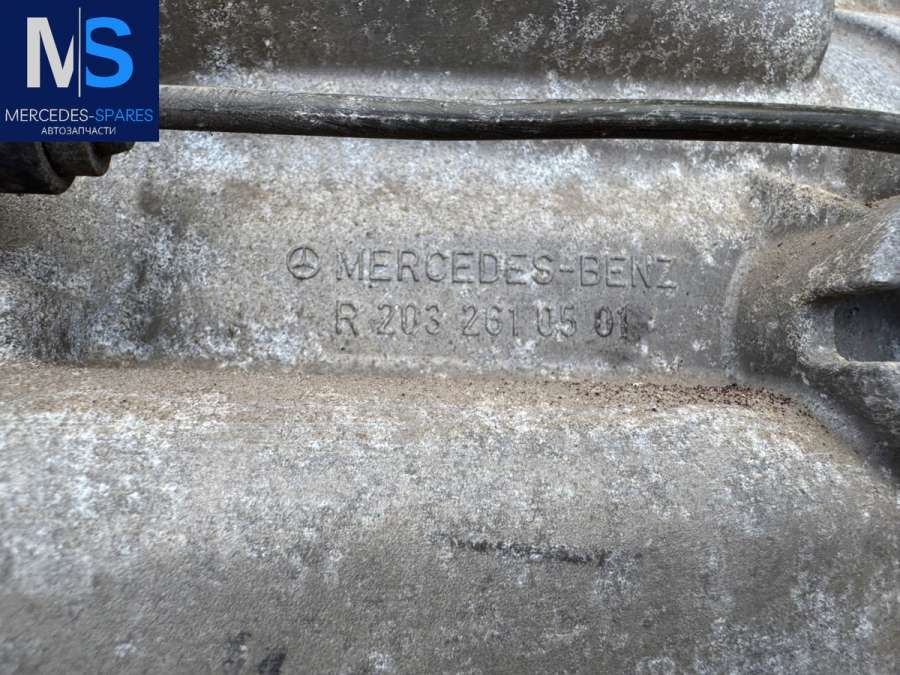 MS
MERCEDES-SPARES
АВТОЗАПЧАСТИ
MERCEDES-BENZ
R 203 261 05 01